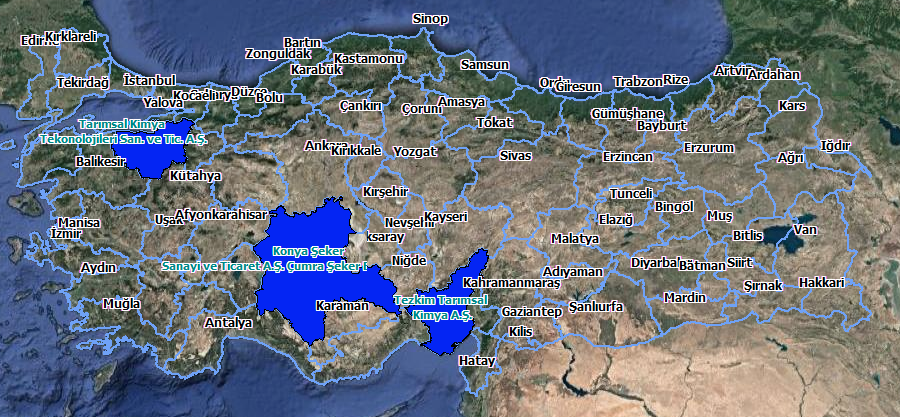 Sinop
Edirne
Kırklareli
Bartın
Zonguldak
Kastamonu
Karabük
Samsun
Tekirdağ
İstanbul
Yalova
Düzce
Bolu
Ordu
Giresun
Trabzon
Rize
Artvin
Ardahan
Çankırı
Çorum
Amasya
Tokat
Gümüşhane
Bayburt
Kars
Tarımsal Kimya
Tekonolojileri San. ve Tic. A.Ş.
Balıkesir
Kütahya
Kırıkkale
Yozgat
Sivas
Erzincan
Erzurum
Ağrı
Iğdır
Kırşehir
Tunceli
Bingöl
Muş
Manisa
İzmir
Uşak
Afyonkarahisar
Nevşehir
Kayseri
Elazığ
Malatya
Bitlis
Van
ksaray
Konya Şeker
Sanayi ve Ticaret A.Ş. Çumra Şeker F
Niğde
Aydın
Kahramanmaraş
Adıyaman
Diyarbakır
Batman
Siirt
Şırnak
Hakkari
Muğla
Antalya
Karaman
Tezkim Tarımsal
Kimya A.Ş.
Gaziantep
Şanlıurfa
Mardin
Kilis
Hatay